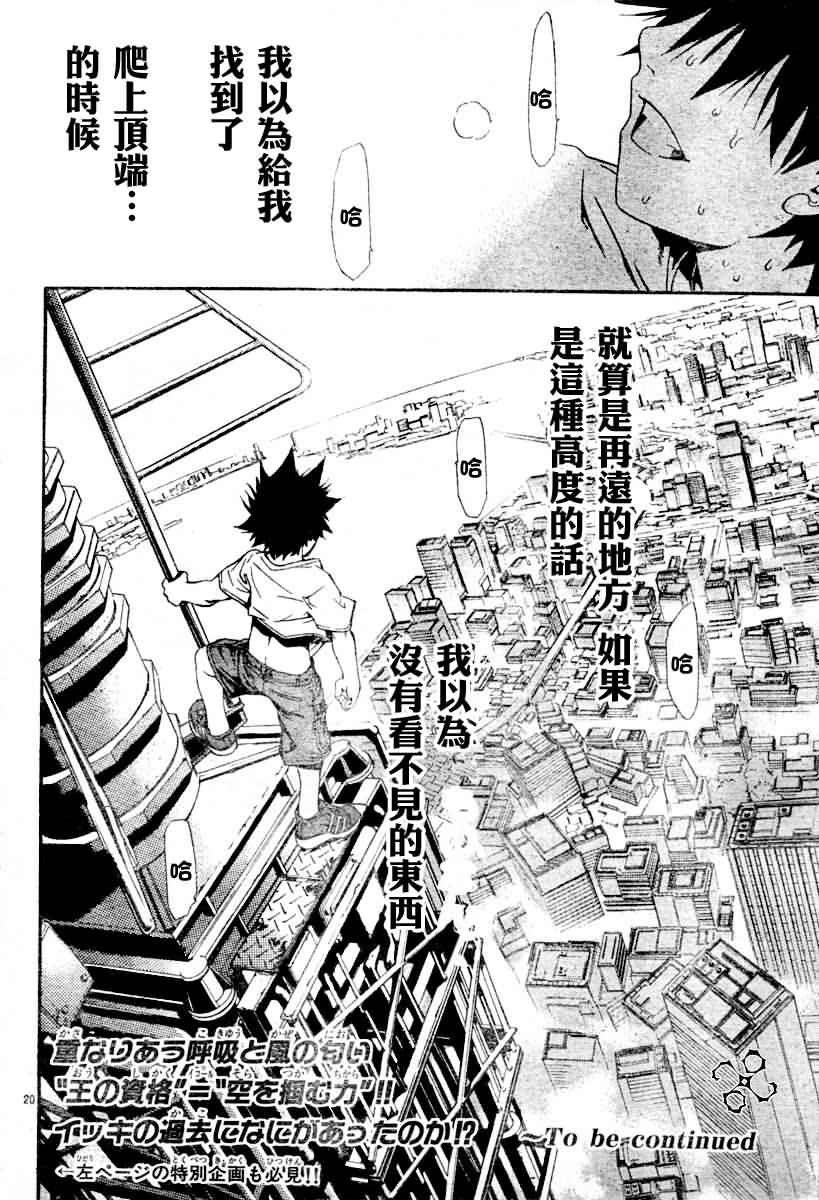 哈
我以為給我
找到了
爬上頂端…
的時候
哈
就算是再遠的地方 如果
是這種高度的話
哈
哈
我以為
沒有看不見的東西
哈
重なりあう呼吸と風の匂い
"王の資格"="空を掴む力"!!
イッキの過去になにがあったのか!?
←左ページの特別企画も必見!!
~To be continued
20